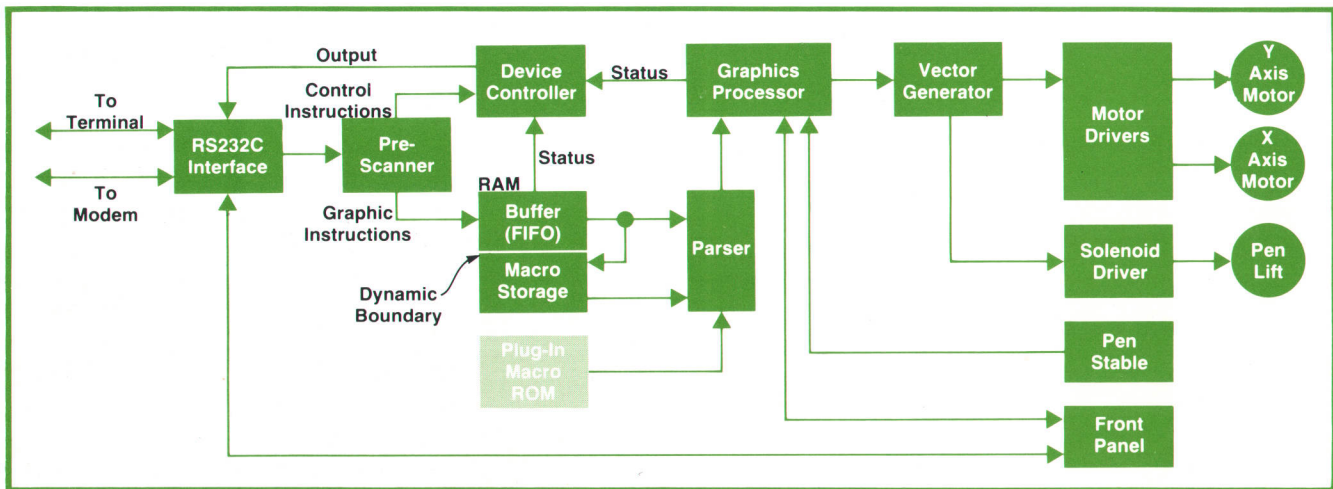 Output
To
Terminal
Control
Instructions
Device
Controller
Status
Graphics
Processor
Vector
Generator
Motor
Drivers
Y
Axis
Motor
X
Axis
Motor
RS232C
Interface
Pre-
Scanner
To
Modem
Status
RAM
Graphic
Instructions
Buffer
(FIFO)
Macro
Storage
Dynamic
Boundary
Parser
Plug-In
Macro
ROM
Solenoid
Driver
Pen
Lift
Pen
Stable
Front
Panel